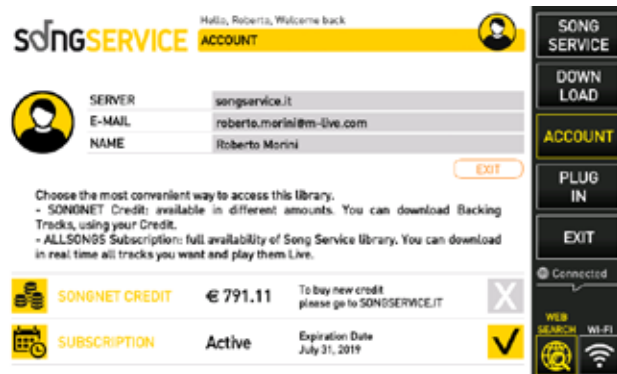 SONGSERVICE
Hello, Roberto, Welcome back
ACCOUNT
SERVER songservice.it
E-MAIL roberto.morini@m-live.com
NAME Roberto Morini
EXIT
Choose the most convenient way to access this library.
- SONGNET Credit: available in different amounts. You can download Backing
Tracks, using your Credit.
- ALLSONGS Subscription: full availability of Song Service library. You can download
in real time all tracks you want and play them Live.
SONGNET CREDIT € 791.11 To buy new credit
please go to SONGSERVICE.IT
X
SUBSCRIPTION Active Expiration Date
July 31, 2019
SONG
SERVICE
DOWN
LOAD
ACCOUNT
PLUG
IN
EXIT
Connected
WEB
SEARCH WI-FI